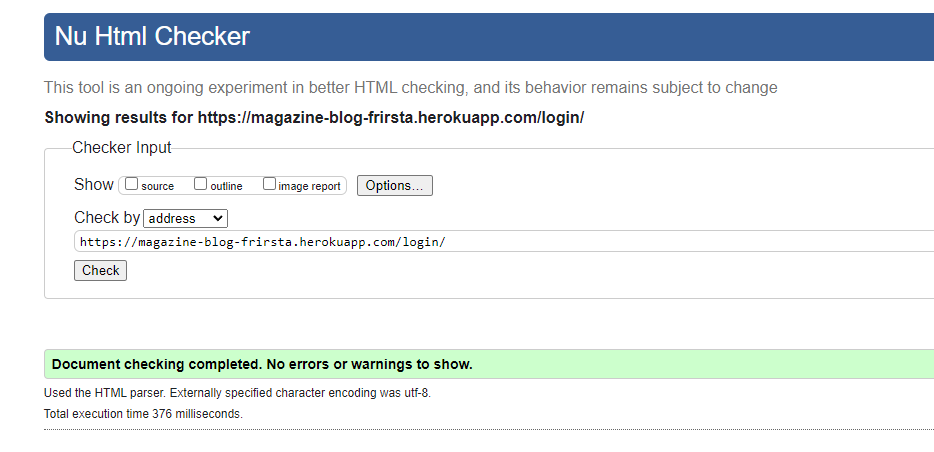 Nu Html Checker
This tool is an ongoing experiment in better HTML checking, and its behavior remains subject to change
Showing results for https://magazine-blog-frirsta.herokuapp.com/login/
Checker Input
Show source outline image report Options...
Check by address
https://magazine-blog-frirsta.herokuapp.com/login/
Check
Document checking completed. No errors or warnings to show.
Used the HTML parser. Externally specified character encoding was utf-8.
Total execution time 376 milliseconds.